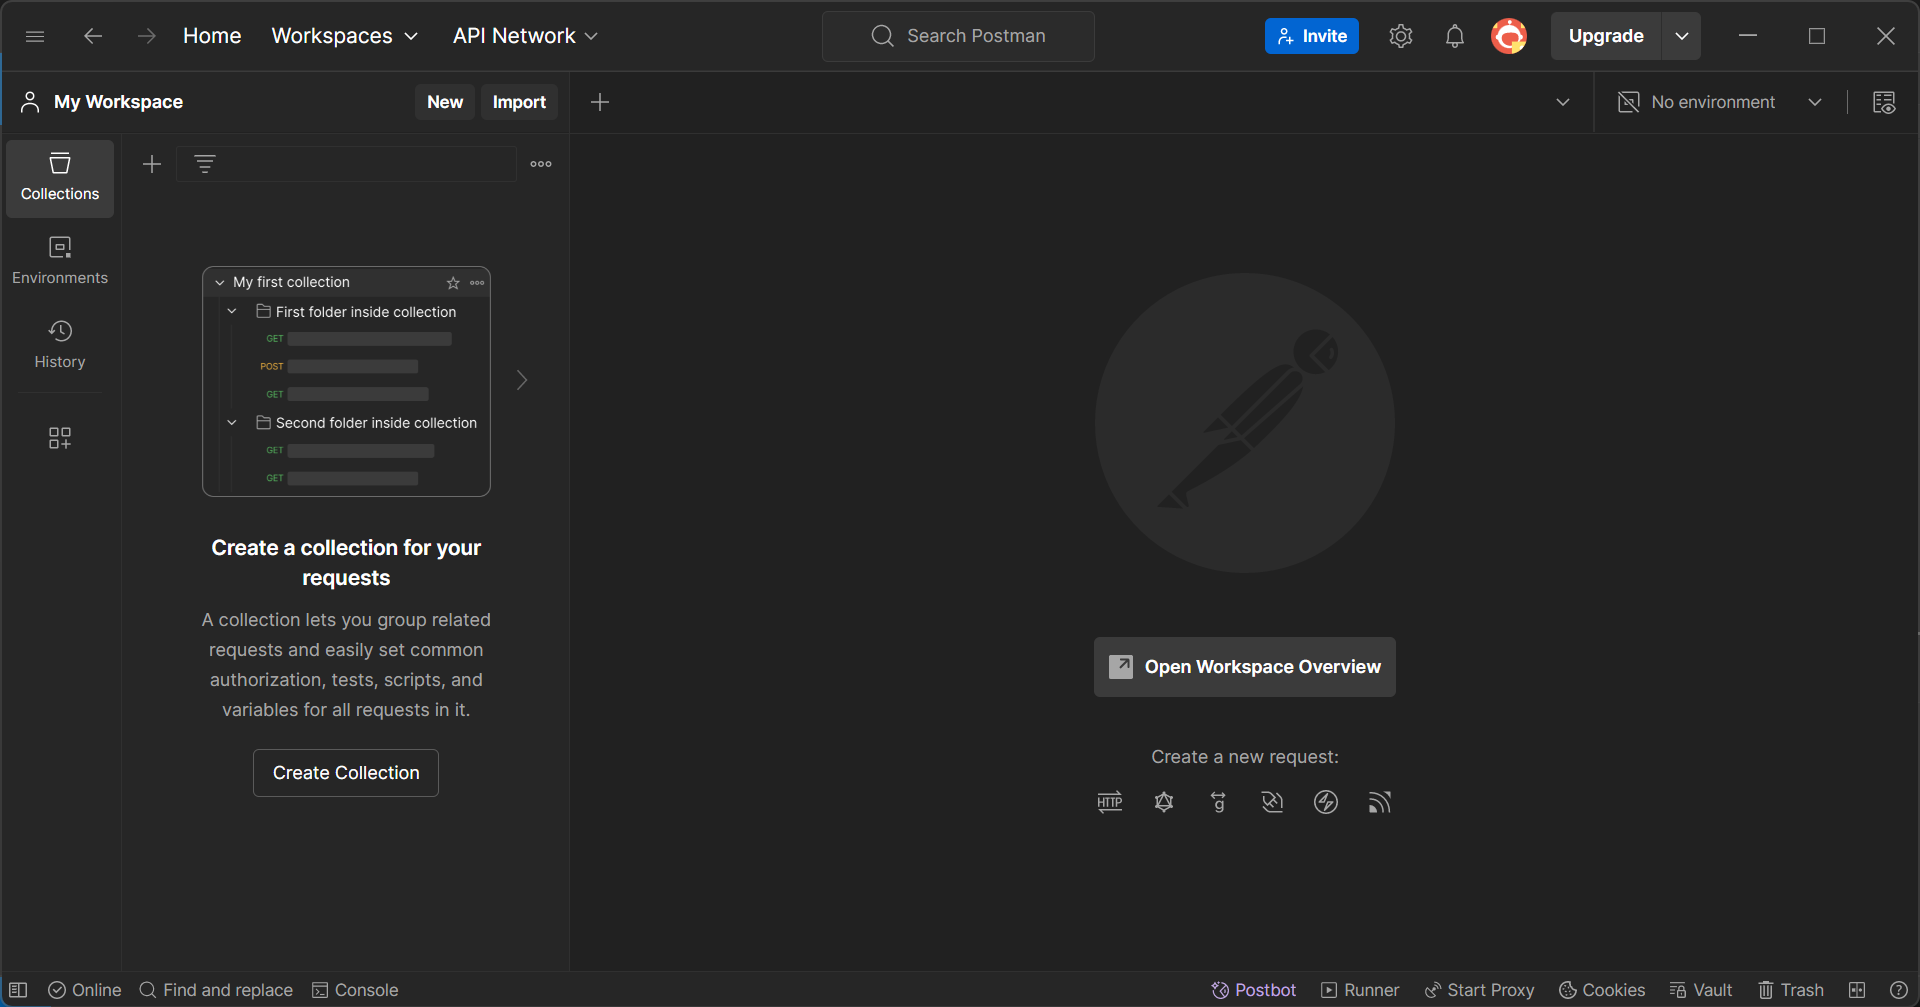 Home
Workspaces
API Network
Search Postman
Invite
Upgrade
My Workspace
New
Import
No environment
Collections
Environments
History
My first collection
First folder inside collection
GET
POST
GET
Second folder inside collection
GET
GET
Create a collection for your
requests
A collection lets you group related
requests and easily set common
authorization, tests, scripts, and
variables for all requests in it.
Create Collection
Open Workspace Overview
Create a new request:
HTTP
g
Online
Find and replace
Console
Postbot
Runner
Start Proxy
Cookies
Vault
Trash